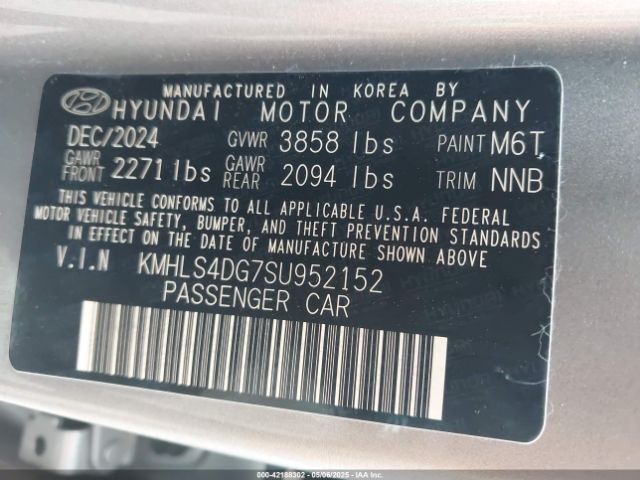 MANUFACTURED IN KOREA BY
HYUNDAI MOTOR COMPANY
DEC/2024 GVWR 3858 lbs PAINT M6T
GAWR FRONT 2271 lbs GAWR REAR 2094 lbs TRIM NNB
THIS VEHICLE CONFORMS TO ALL APPLICABLE U.S.A. FEDERAL
MOTOR VEHICLE SAFETY, BUMPER, AND THEFT PREVENTION STANDARDS
IN EFFECT ON THE DATE OF MANUFACTURE SHOWN ABOVE
V.I.N KMHLS4DG7SU952152
PASSENGER CAR
000-42188302 - 05/06/2025 - IAAI.COM